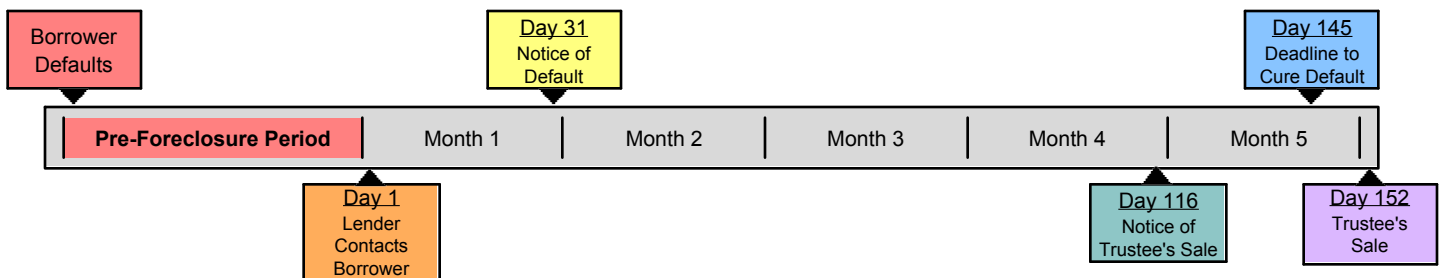 Borrower
Defaults
Day 31
Notice of
Default
Day 145
Deadline to
Cure Default
Pre-Foreclosure Period
Month 1
Month 2
Month 3
Month 4
Month 5
Day 1
Lender
Contacts
Borrower
Day 116
Notice of
Trustee's Sale
Day 152
Trustee's
Sale